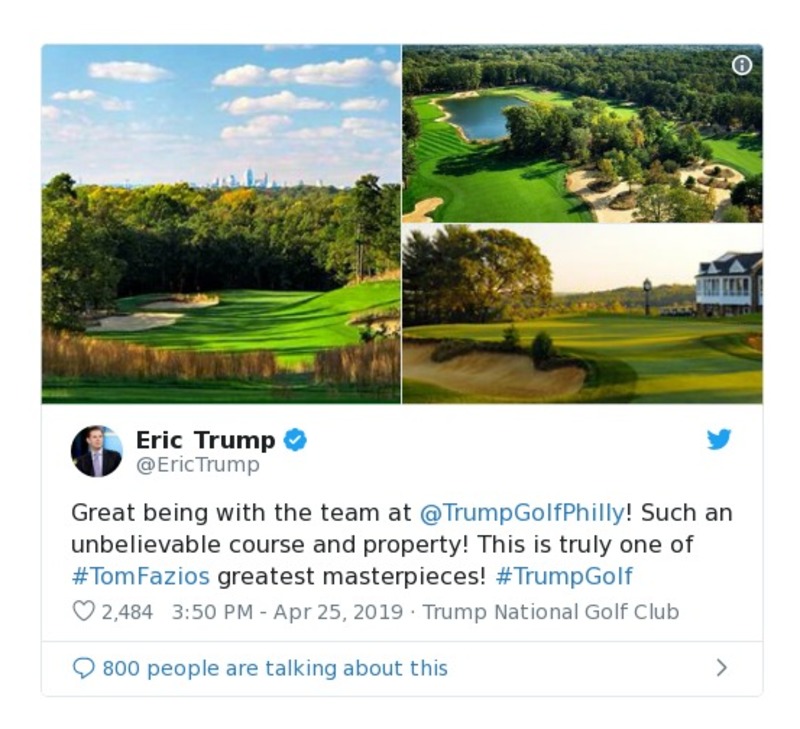 Eric Trump
@EricTrump
Great being with the team at @TrumpGolfPhilly! Such an
unbelievable course and property! This is truly one of
#TomFazios greatest masterpieces! #TrumpGolf
2,484 3:50 PM - Apr 25, 2019 · Trump National Golf Club
800 people are talking about this